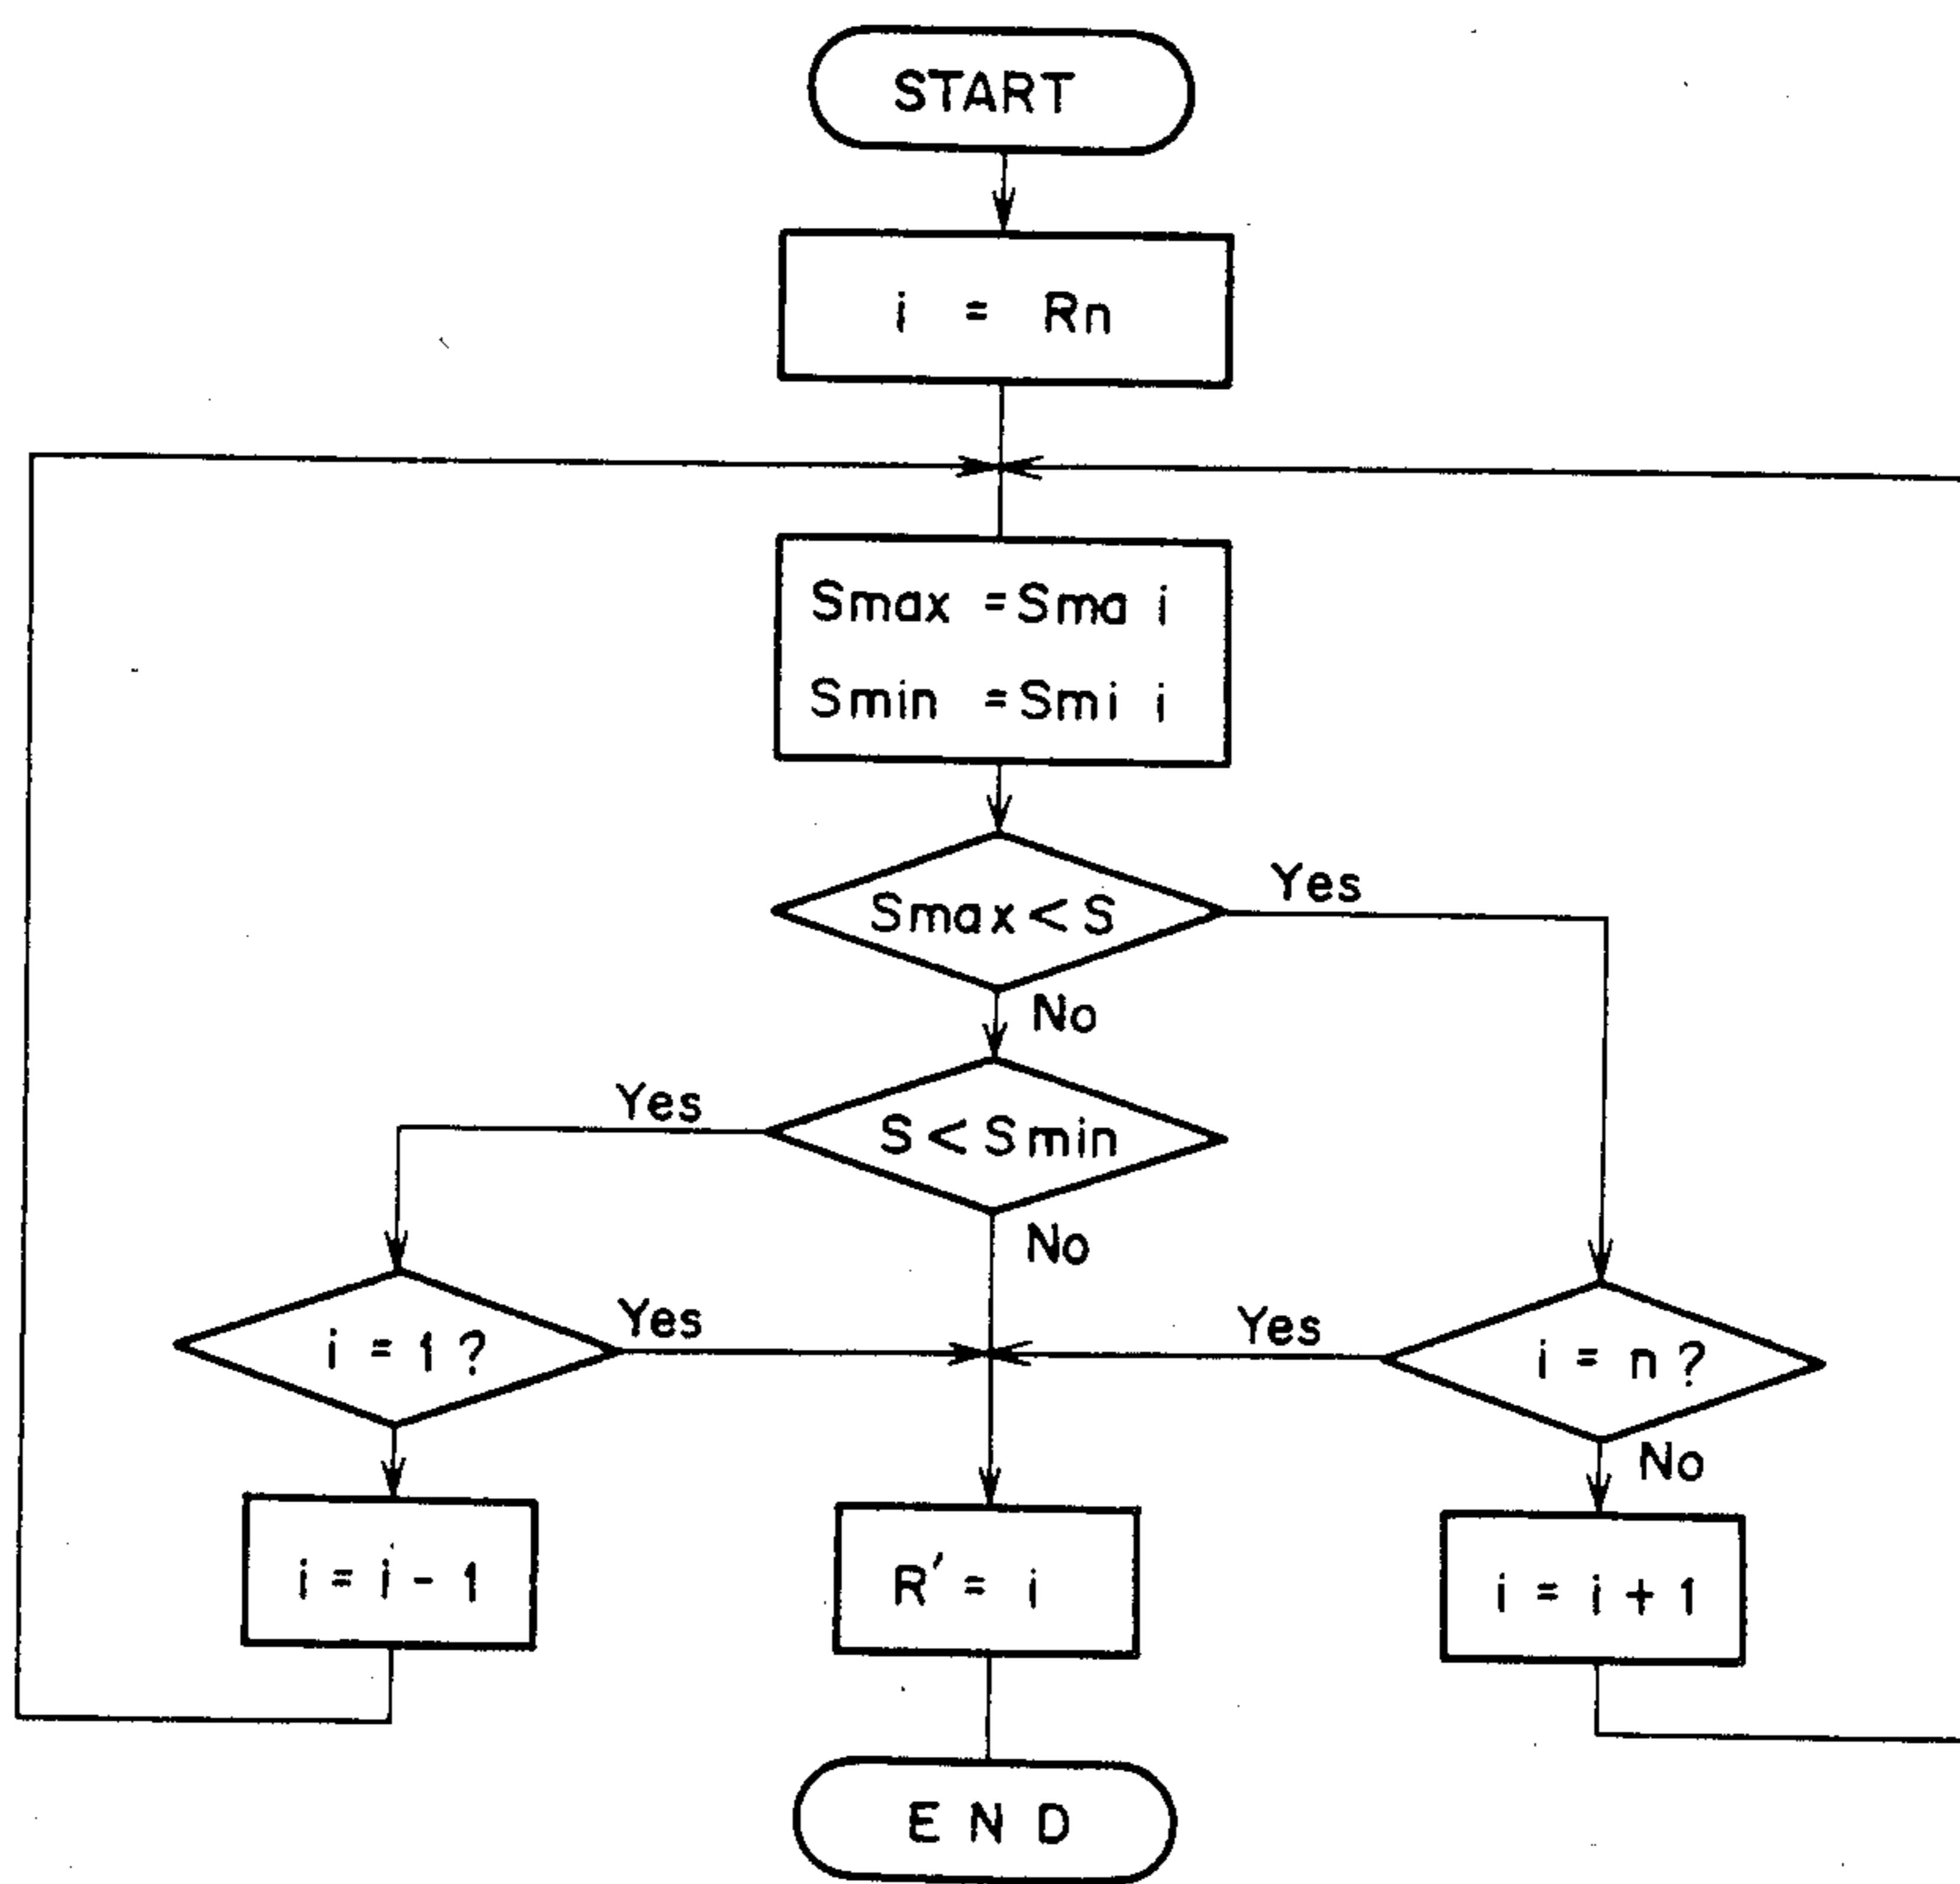 START
i = Rn
Smax = Sma i
Smin = Smi i
Smax < S
Yes
No
Yes
S < Smin
No
i = 1 ?
Yes
Yes
i = n ?
No
i = i - 1
R′ = i
i = i + 1
END